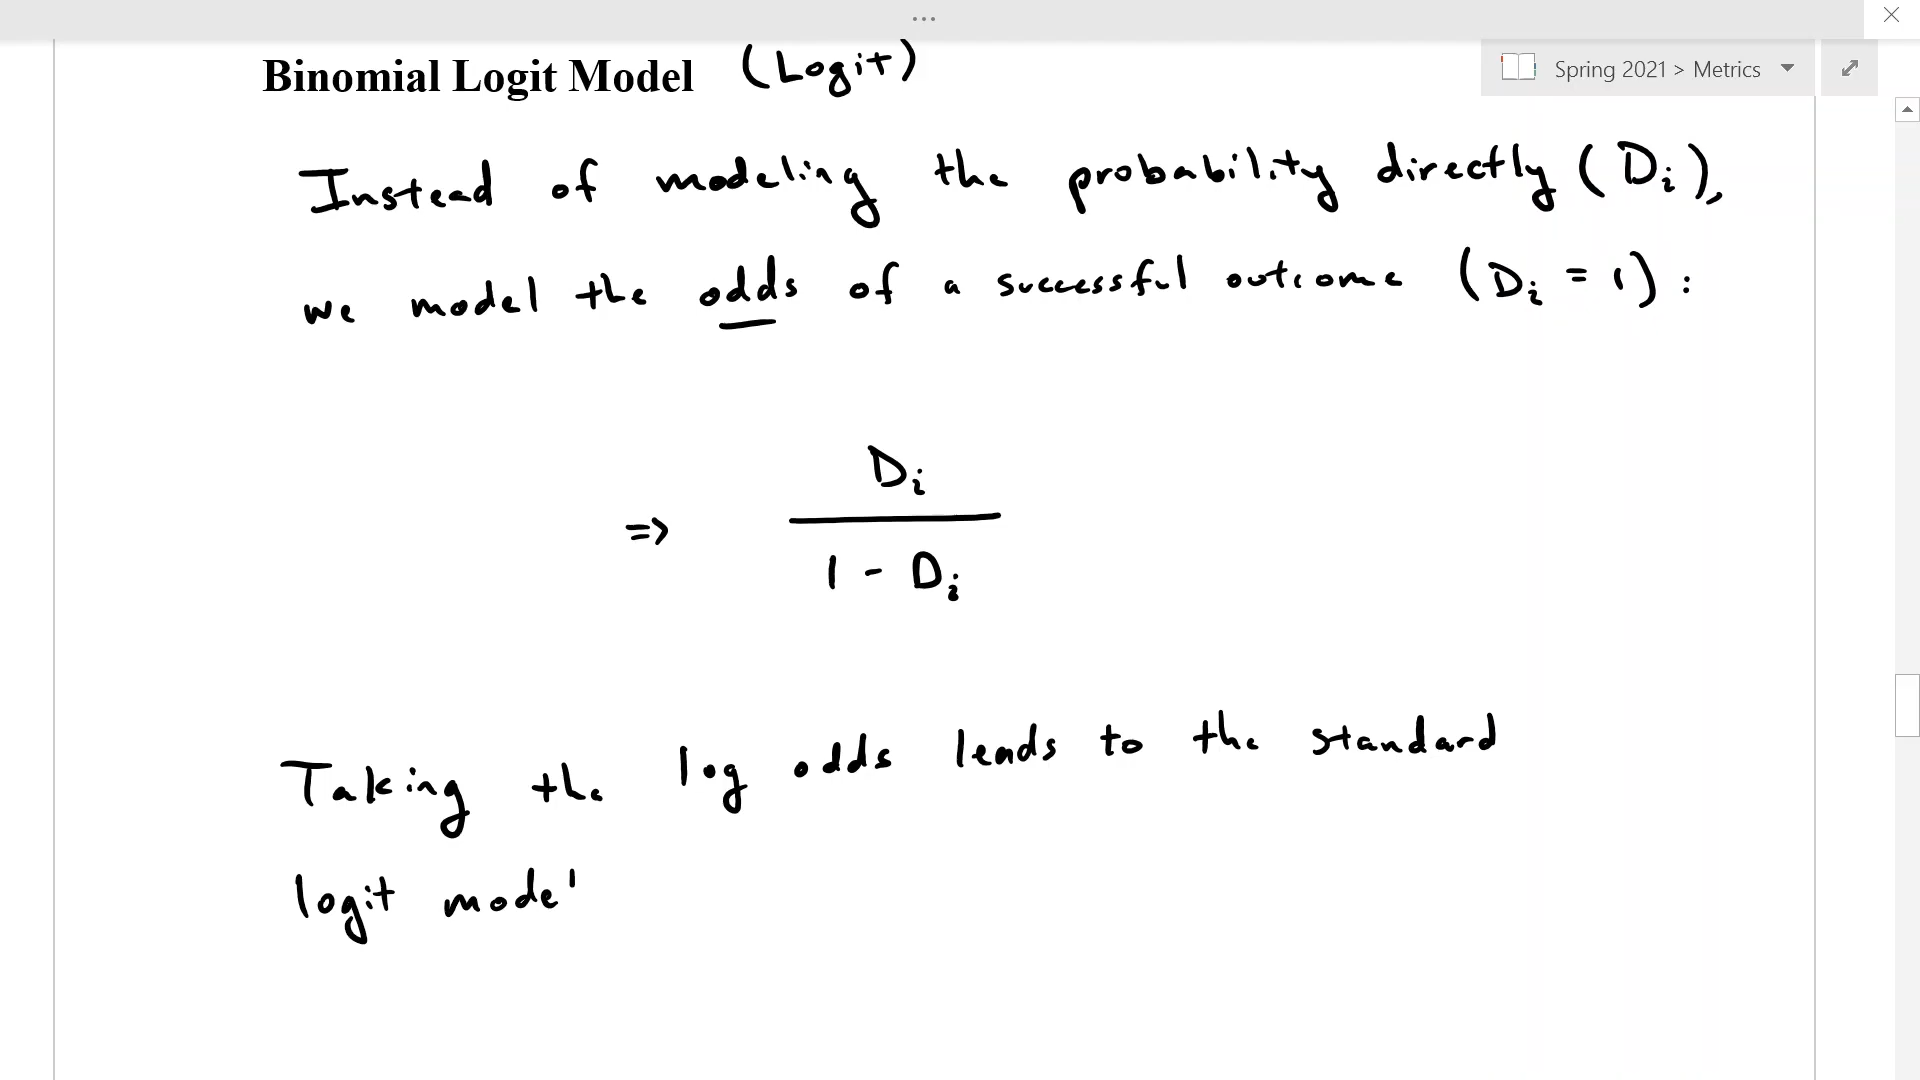 Binomial Logit Model (Logit)
Spring 2021 > Metrics
Instead of modeling the probability directly (Di),
we model the odds of a successful outcome (Di = 1) :
Di
=>
1 - Di
Taking the log odds leads to the standard
logit model